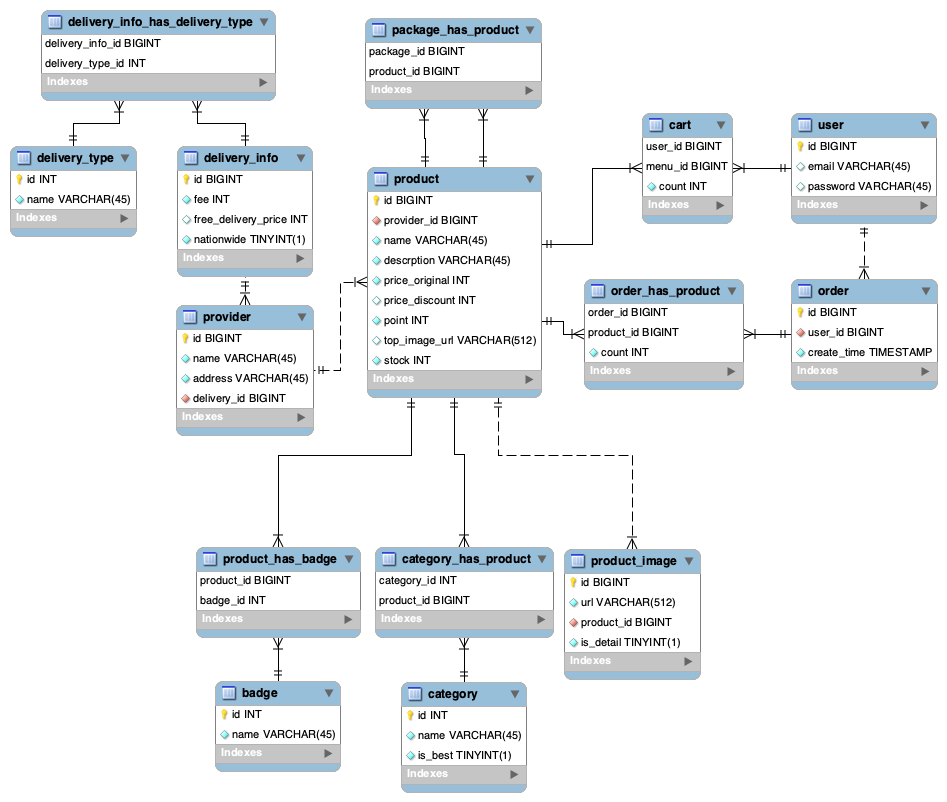 delivery_info_has_delivery_type
delivery_info_id BIGINT
delivery_type_id INT
Indexes
package_has_product
package_id BIGINT
product_id BIGINT
Indexes
cart
user_id BIGINT
menu_id BIGINT
count INT
Indexes
user
id BIGINT
email VARCHAR(45)
password VARCHAR(45)
Indexes
delivery_type
id INT
name VARCHAR(45)
Indexes
delivery_info
id BIGINT
fee INT
free_delivery_price INT
nationwide TINYINT(1)
Indexes
product
id BIGINT
provider_id BIGINT
name VARCHAR(45)
descrption VARCHAR(45)
price_original INT
price_discount INT
point INT
top_image_url VARCHAR(512)
stock INT
Indexes
order_has_product
order_id BIGINT
product_id BIGINT
count INT
Indexes
order
id BIGINT
user_id BIGINT
create_time TIMESTAMP
Indexes
provider
id BIGINT
name VARCHAR(45)
address VARCHAR(45)
delivery_id BIGINT
Indexes
product_has_badge
product_id BIGINT
badge_id INT
Indexes
category_has_product
category_id INT
product_id BIGINT
Indexes
product_image
id BIGINT
url VARCHAR(512)
product_id BIGINT
is_detail TINYINT(1)
Indexes
badge
id INT
name VARCHAR(45)
Indexes
category
id INT
name VARCHAR(45)
is_best TINYINT(1)
Indexes